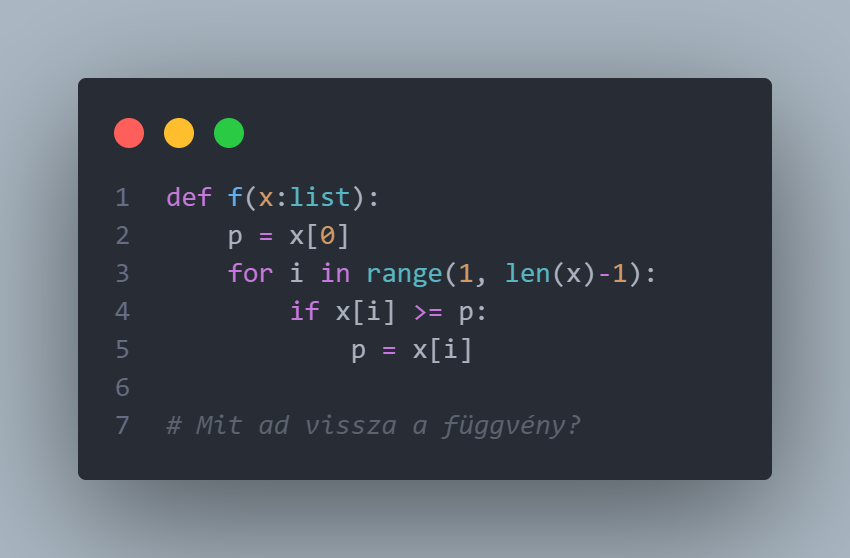 1 def f(x:list):
2     p = x[0]
3     for i in range(1, len(x)-1):
4         if x[i] >= p:
5             p = x[i]
6
7 # Mit ad vissza a függvény?